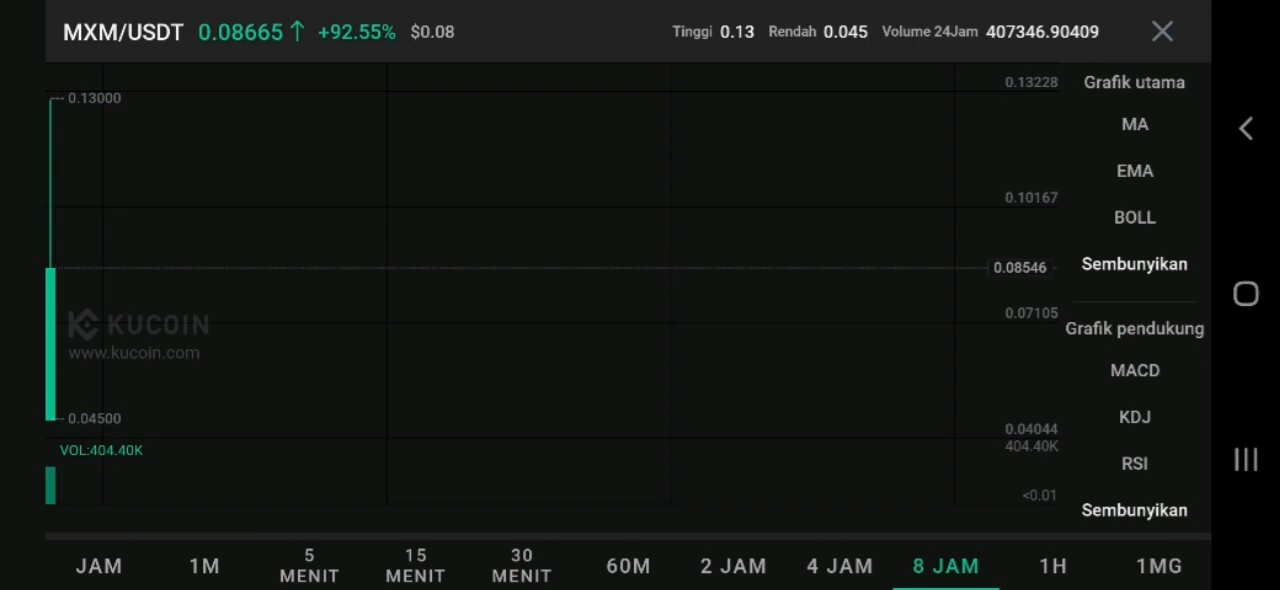 MXM/USDT 0.08665↑ +92.55% $0.08 Tinggi 0.13 Rendah 0.045 Volume 24Jam 407346.90409
0.13228 Grafik utama
0.13000
MA
EMA
0.10167
BOLL
0.08546 Sembunyikan
0.07105
KUCOIN
www.kucoin.com
Grafik pendukung
MACD
0.04500
KDJ
0.04044
VOL:404.40K
404.40K
RSI
<0.01
Sembunyikan
JAM 1M 5 MENIT 15 MENIT 30 MENIT 60M 2 JAM 4 JAM 8 JAM 1H 1MG